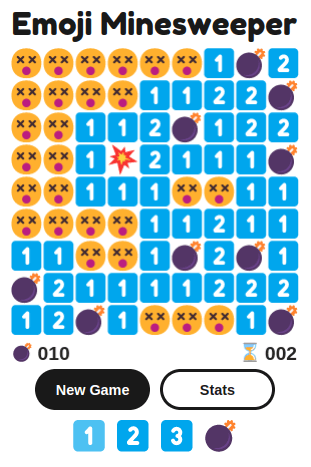 Emoji Minesweeper
1 2
1 1 2 2
1 1 2 1 2 2
1 2 1 1 1
1 1 1 1 1
1 1 2 1
1 1 1 2 1
2 1 1 1 1 2 2 2
1 2 1 1
010 002
New Game Stats
1 2 3